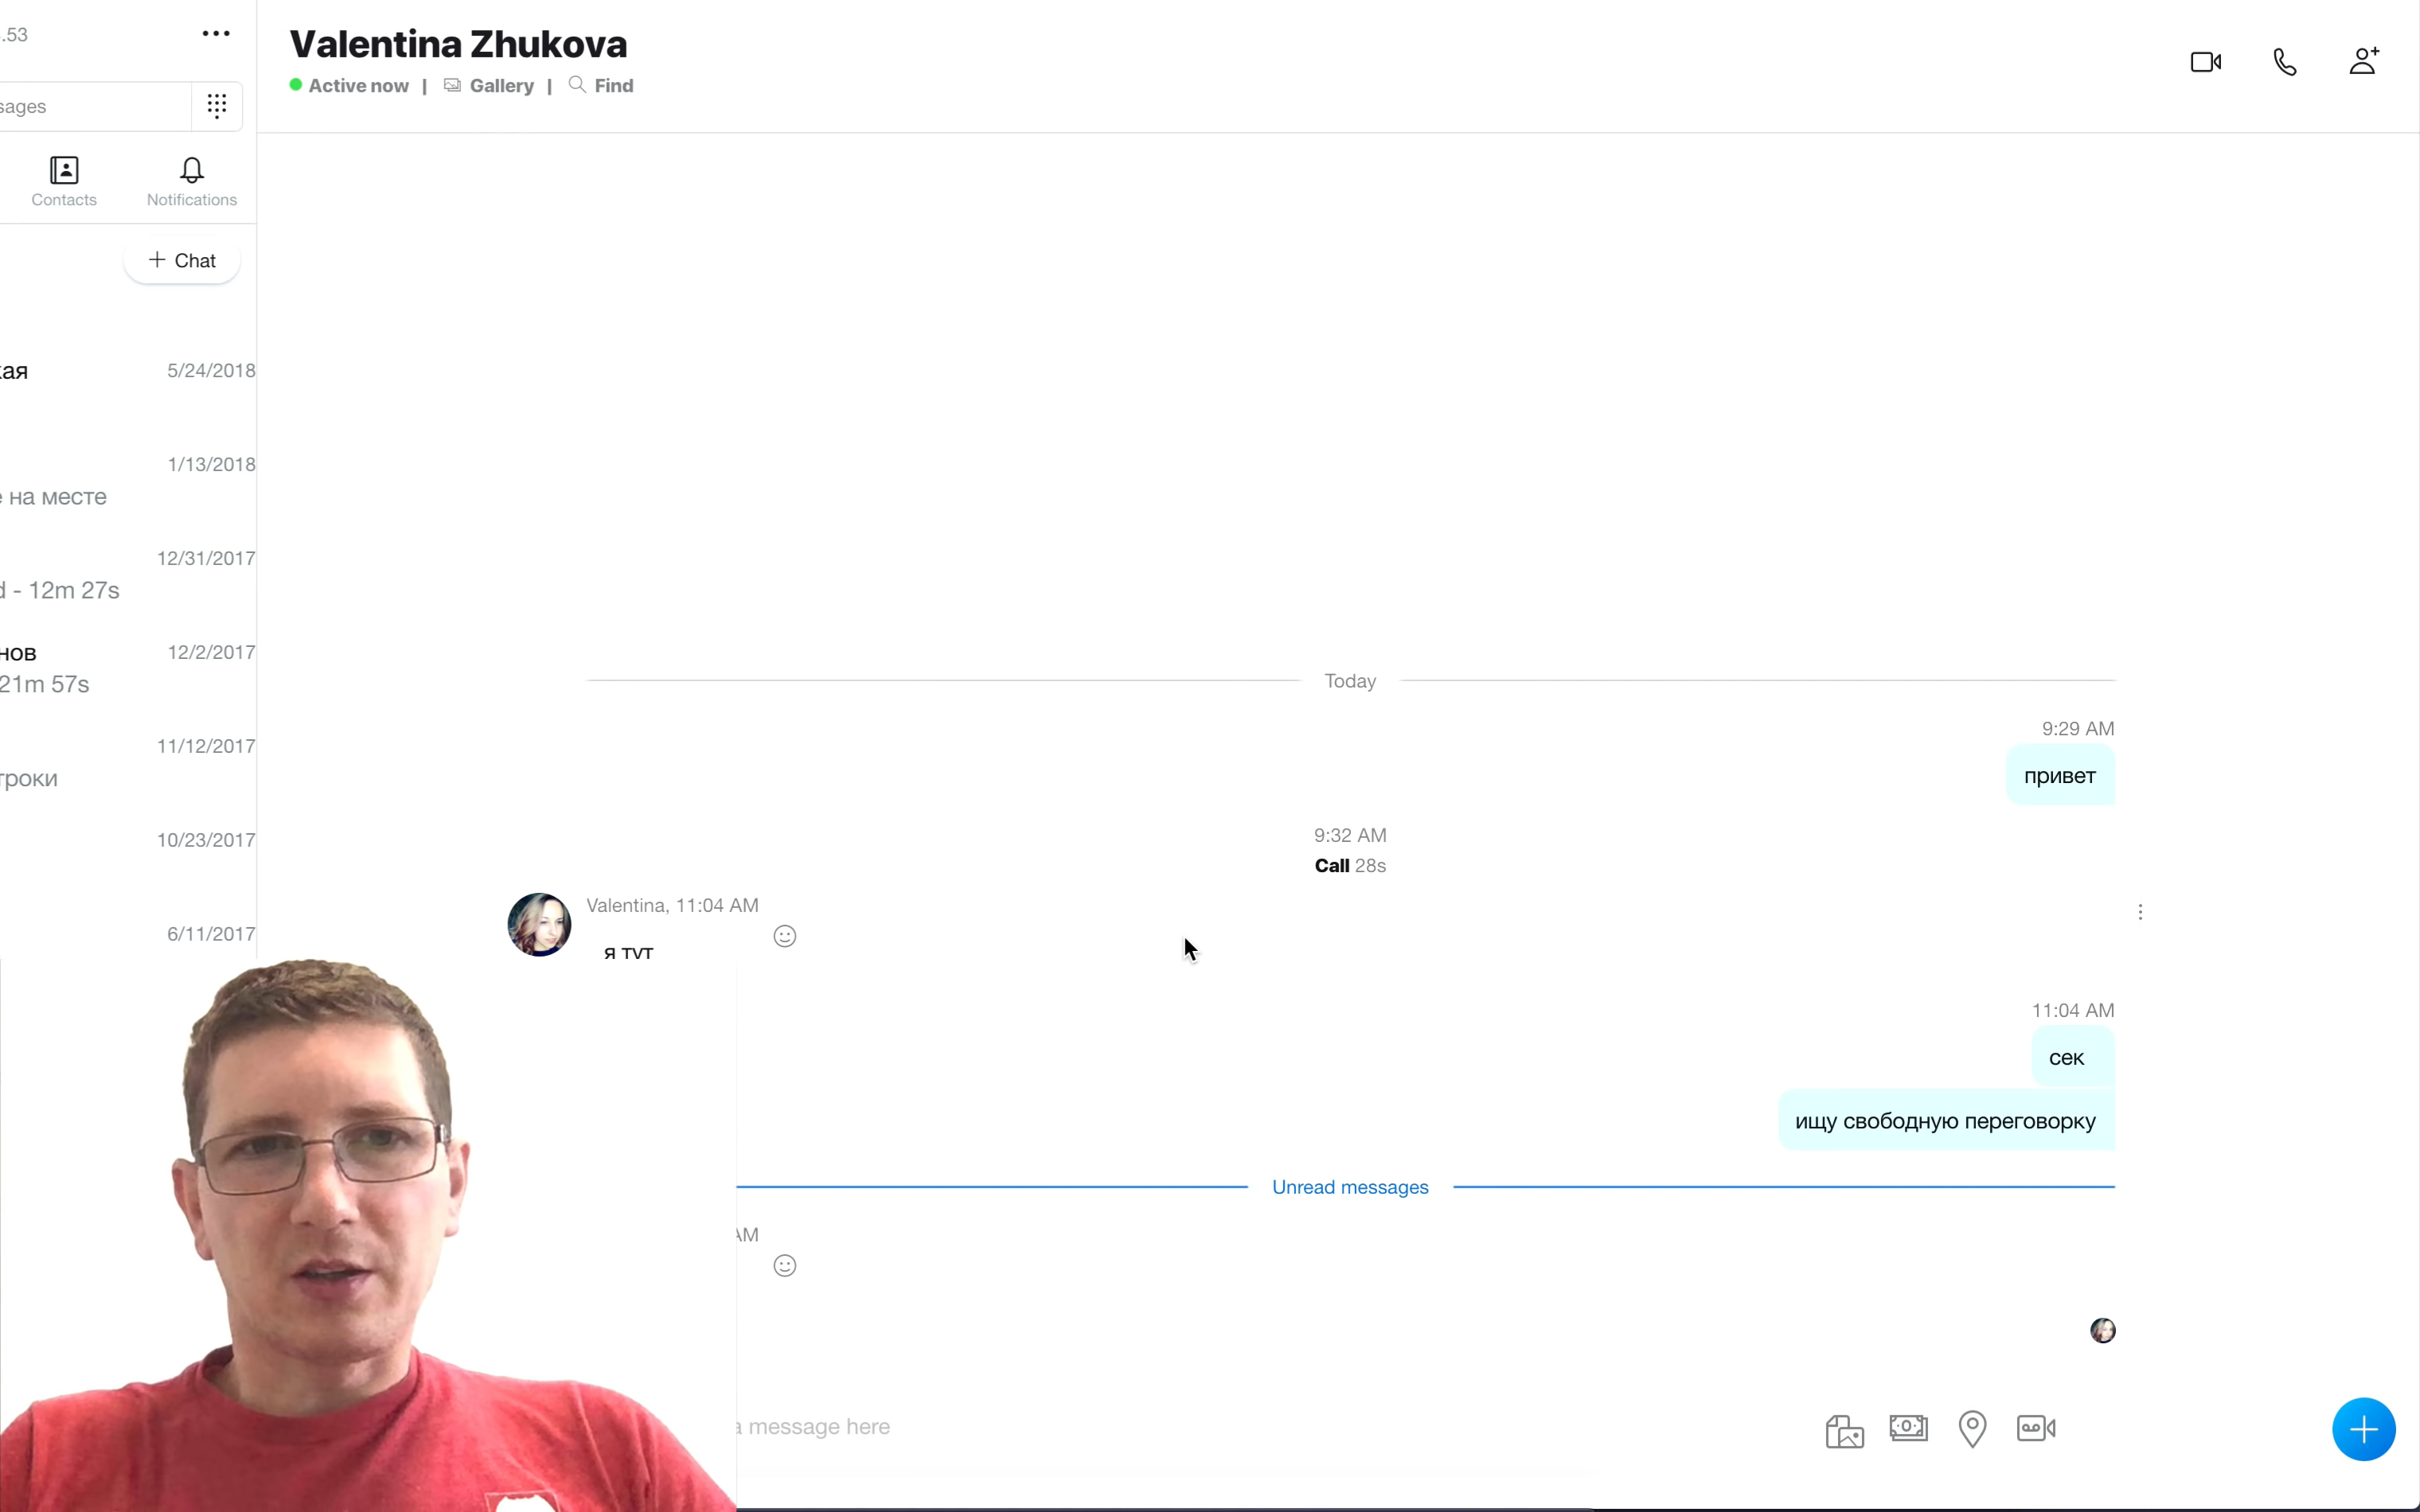 .53
Valentina Zhukova
Active now | Gallery | Find
sages
Contacts
Notifications
+ Chat
кая
5/24/2018
1/13/2018
е на месте
12/31/2017
d - 12m 27s
нов
12/2/2017
21m 57s
11/12/2017
троки
10/23/2017
6/11/2017
Today
9:29 AM
привет
9:32 AM
Call 28s
Valentina, 11:04 AM
я тут
11:04 AM
сек
ищу свободную переговорку
Unread messages
AM
a message here